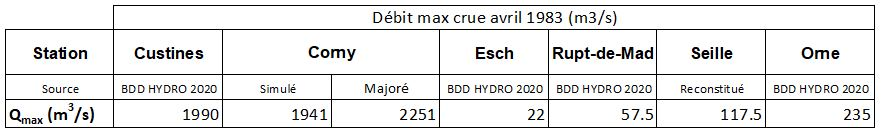 Débit max crue avril 1983 (m3/s)
Station Custines Corny Esch Rupt-de-Mad Seille Orne
Source BDD HYDRO 2020 Simulé Majoré BDD HYDRO 2020 BDD HYDRO 2020 Reconstitué BDD HYDRO 2020
Qmax (m³/s) 1990 1941 2251 22 57.5 117.5 235